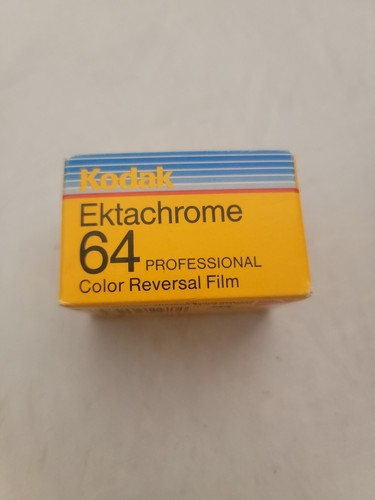 Kodak
Ektachrome
64 PROFESSIONAL
Color Reversal Film